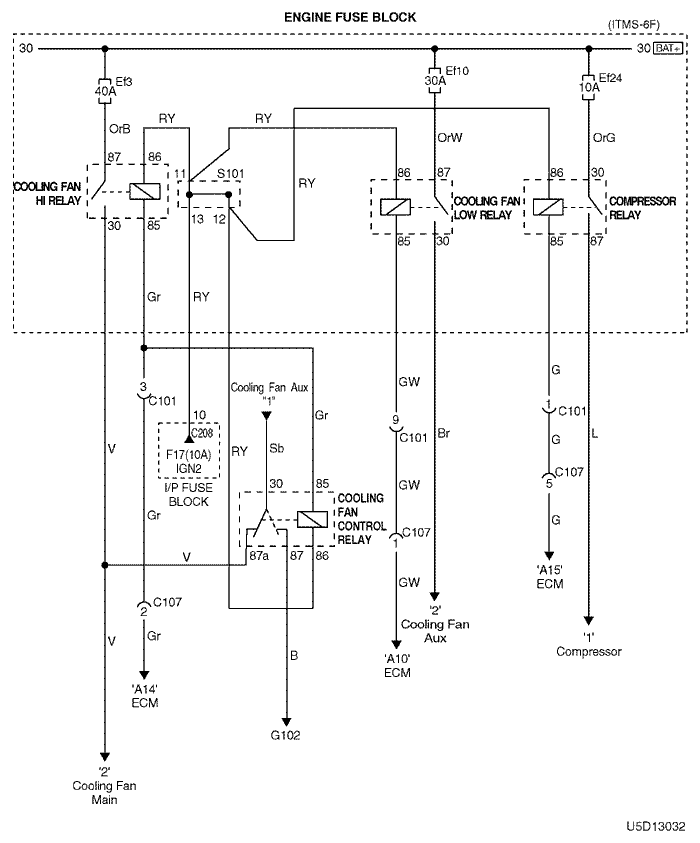 ENGINE FUSE BLOCK
(ITMS-6F)
30
30 BAT+
Ef3
40A
Ef10
30A
Ef24
10A
OrB
RY
RY
OrW
OrG
87
86
11
S101
RY
86
87
86
30
COOLING FAN
HI RELAY
COOLING FAN
LOW RELAY
COMPRESSOR
RELAY
30
85
13
12
85
30
85
87
Gr
RY
3
C101
10
C208
F17(10A)
IGN2
I/P FUSE
BLOCK
Cooling Fan Aux
"1"
Gr
GW
G
9
C101
1
C101
V
Sb
RY
Br
G
L
30
85
COOLING
FAN
CONTROL
RELAY
GW
C107
5
Gr
G
C107
1
V
87a
87
86
'A15'
ECM
C107
2
GW
'2'
Cooling Fan
Aux
V
Gr
B
'A10'
ECM
'1'
Compressor
'A14'
ECM
G102
'2'
Cooling Fan
Main
U5D13032